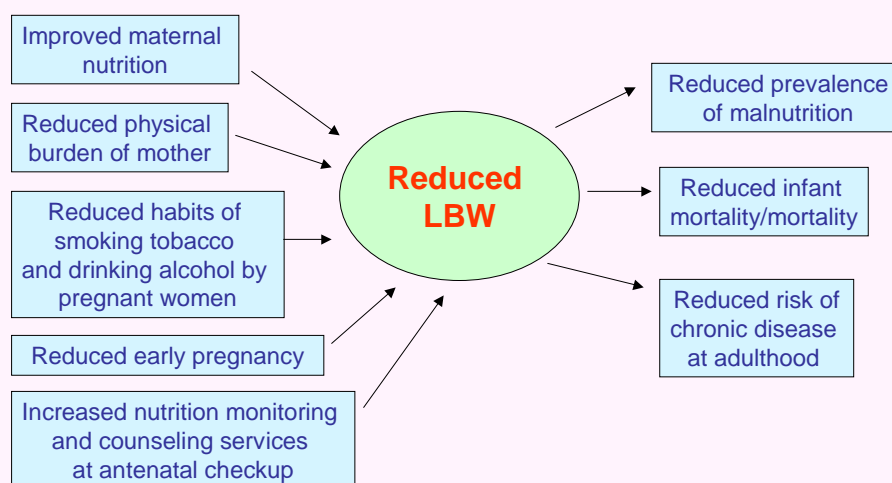 Improved maternal
nutrition
Reduced physical
burden of mother
Reduced habits of
smoking tobacco
and drinking alcohol by
pregnant women
Reduced early pregnancy
Increased nutrition monitoring
and counseling services
at antenatal checkup
Reduced
LBW
Reduced prevalence
of malnutrition
Reduced infant
mortality/mortality
Reduced risk of
chronic disease
at adulthood